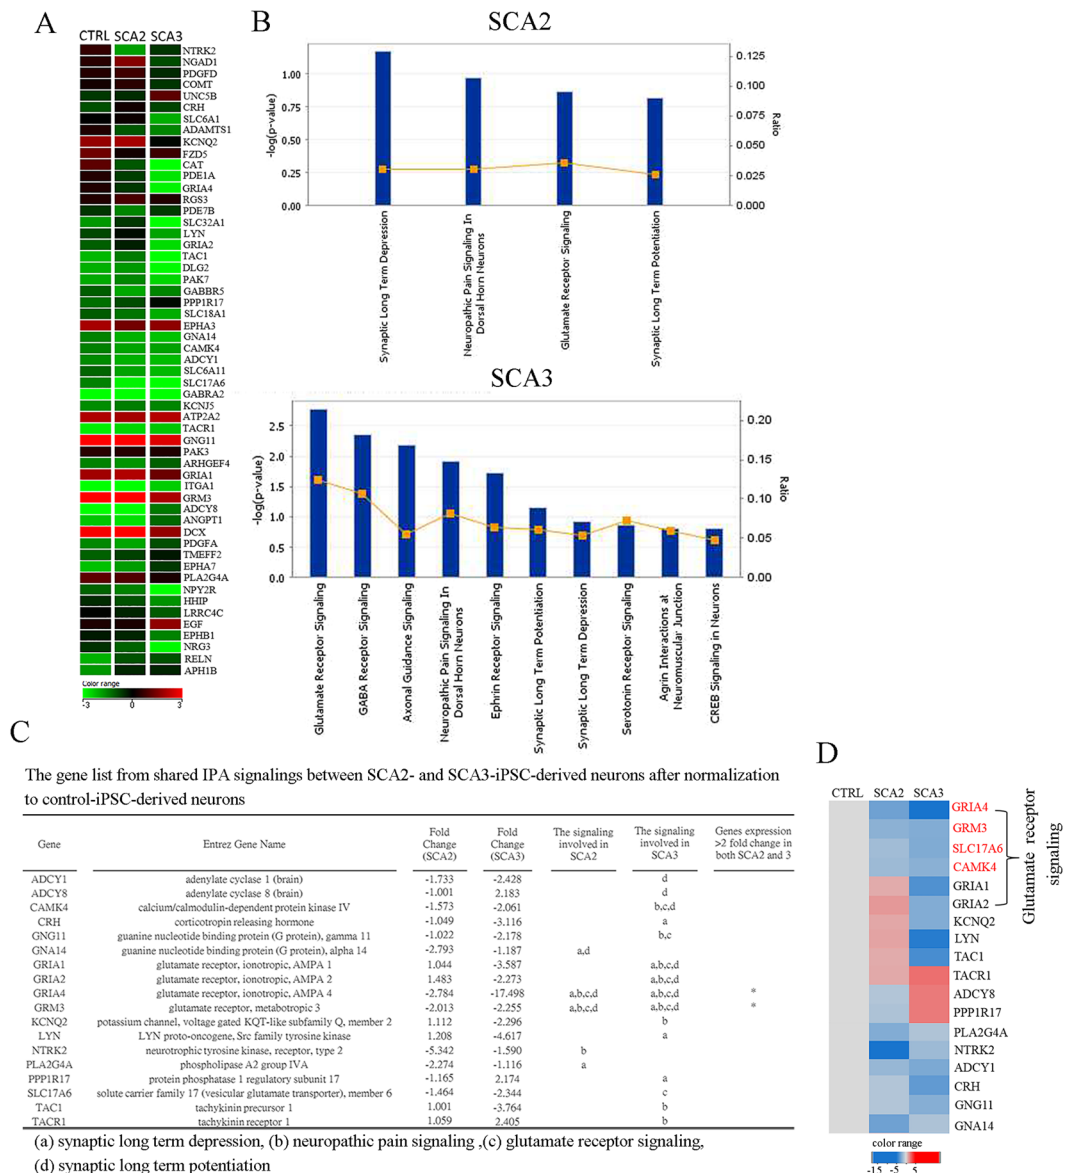 A
CTRL SCA2 SCA3
NTRK2
NGAD1
PDGFD
COMT
UNC5B
CRH
SLC6A1
ADAMTS1
KCNQ2
FZD5
CAT
PDE1A
GRIA4
RGS3
PDE7B
SLC32A1
LYN
GRIA2
TAC1
DLG2
PAK7
GABBR5
PPP1R17
SLC18A1
EPHA3
GNA14
CAMK4
ADCY1
SLC6A11
SLC17A6
GABRA2
KCNJ5
ATP2A2
TACR1
GNG11
PAK3
ARHGEF4
GRIA1
ITGA1
GRM3
ADCY8
ANGPT1
DCX
PDGFA
TMEFF2
EPHA7
PLA2G4A
NPY2R
HHIP
LRRC4C
EGF
EPHB1
NRG3
RELN
APH1B
Color range
-3 0 3
B
SCA2
-log(p-value)
1.00
0.75
0.50
0.25
0.00
0.125
0.100
0.075
0.050
0.025
0.000
Ratio
Synaptic Long Term Depression
Neuropathic Pain Signaling In
Dorsal Horn Neurons
Glutamate Receptor Signaling
Synaptic Long Term Potentiation
SCA3
-log(p-value)
2.5
2.0
1.5
1.0
0.5
0.0
0.20
0.15
0.10
0.05
0.00
Ratio
Glutamate Receptor Signaling
GABA Receptor Signaling
Axonal Guidance Signaling
Neuropathic Pain Signaling In
Dorsal Horn Neurons
Ephrin Receptor Signaling
Synaptic Long Term Potentiation
Synaptic Long Term Depression
Serotonin Receptor Signaling
Agrin Interactions at
Neuromuscular Junction
CREB Signaling in Neurons
C
The gene list from shared IPA signalings between SCA2- and SCA3-iPSC-derived neurons after normalization
to control-iPSC-derived neurons
Gene Entrez Gene Name Fold Change (SCA2) Fold Change (SCA3) The signaling involved in SCA2 The signaling involved in SCA3 Genes expression >2 fold change in both SCA2 and 3
ADCY1 adenylate cyclase 1 (brain) -1.733 -2.428 d
ADCY8 adenylate cyclase 8 (brain) -1.001 2.183 d
CAMK4 calcium/calmodulin-dependent protein kinase IV -1.573 -2.061 b,c,d
CRH corticotropin releasing hormone -1.049 -3.116 a
GNG11 guanine nucleotide binding protein (G protein), gamma 11 -1.022 -2.178 b,c
GNA14 guanine nucleotide binding protein (G protein), alpha 14 -2.793 -1.187 a,d
GRIA1 glutamate receptor, ionotropic, AMPA 1 1.044 -3.587 a,b,c,d
GRIA2 glutamate receptor, ionotropic, AMPA 2 1.483 -2.273 a,b,c,d
GRIA4 glutamate receptor, ionotropic, AMPA 4 -2.784 -17.498 a,b,c,d a,b,c,d *
GRM3 glutamate receptor, metabotropic 3 -2.013 -2.255 a,b,c,d a,b,c,d *
KCNQ2 potassium channel, voltage gated KQT-like subfamily Q, member 2 1.112 -2.296 b
LYN LYN proto-oncogene, Src family tyrosine kinase 1.208 -4.617 a
NTRK2 neurotrophic tyrosine kinase, receptor, type 2 -5.342 -1.590 b
PLA2G4A phospholipase A2 group IVA -2.274 -1.116 a
PPP1R17 protein phosphatase 1 regulatory subunit 17 -1.165 2.174 a
SLC17A6 solute carrier family 17 (vesicular glutamate transporter), member 6 -1.464 -2.344 c
TAC1 tachykinin precursor 1 1.001 -3.764 b
TACR1 tachykinin receptor 1 1.059 2.405 b
(a) synaptic long term depression, (b) neuropathic pain signaling ,(c) glutamate receptor signaling,
(d) synaptic long term potentiation
D
CTRL SCA2 SCA3
GRIA4
GRM3
SLC17A6
CAMK4
GRIA1
GRIA2
KCNQ2
LYN
TAC1
TACR1
ADCY8
PPP1R17
PLA2G4A
NTRK2
ADCY1
CRH
GNG11
GNA14
Glutamate receptor
signaling
color range
-15 -5 5